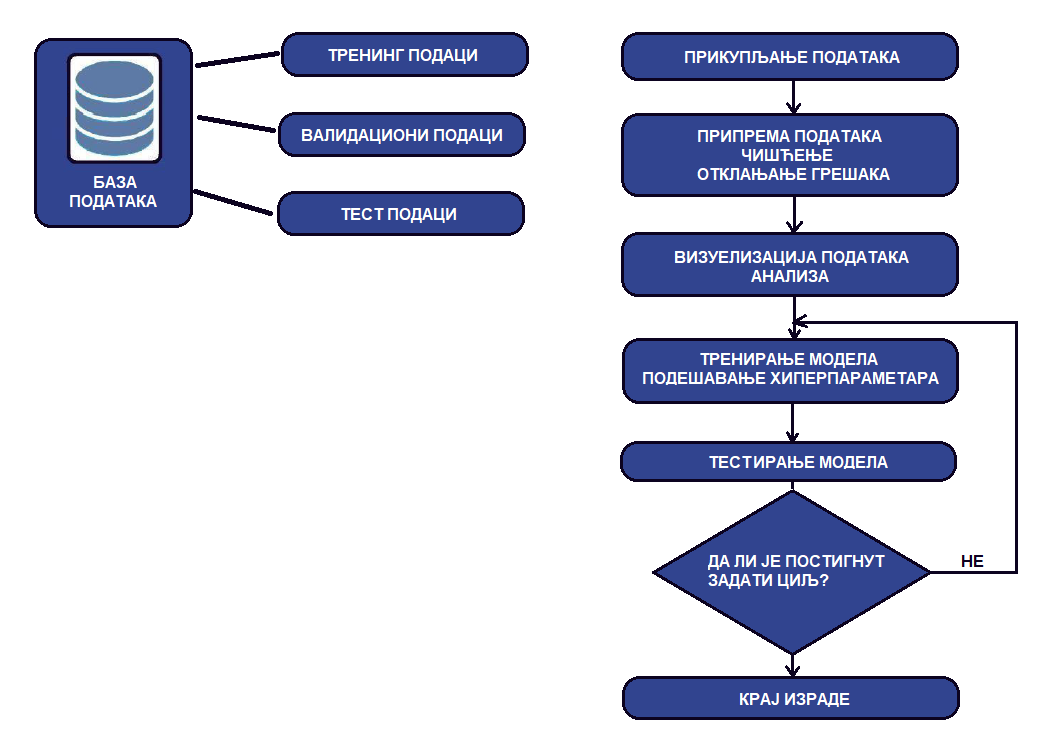 БАЗА
ПОДАТАКА
ТРЕНИНГ ПОДАЦИ
ВАЛИДАЦИОНИ ПОДАЦИ
ТЕСТ ПОДАЦИ
ПРИКУПЉАЊЕ ПОДАТАКА
ПРИПРЕМА ПОДАТАКА
ЧИШЋЕЊЕ
ОТКЛАЊАЊЕ ГРЕШАКА
ВИЗУЕЛИЗАЦИЈА ПОДАТАКА
АНАЛИЗА
ТРЕНИРАЊЕ МОДЕЛА
ПОДЕШАВАЊЕ ХИПЕРПАРАМЕТАРА
ТЕСТИРАЊЕ МОДЕЛА
ДА ЛИ ЈЕ ПОСТИГНУТ
ЗАДАТИ ЦИЉ?
НЕ
КРАЈ ИЗРАДЕ